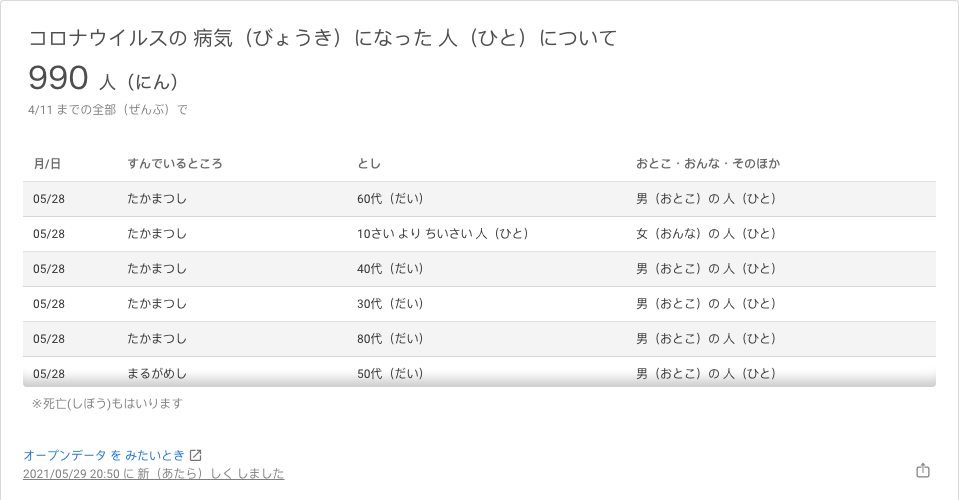 コロナウイルスの 病気（びょうき）になった 人（ひと）について
990 人（にん）
4/11 までの全部（ぜんぶ）で
月/日 すんでいるところ とし おとこ・おんな・そのほか
05/28 たかまつし 60代（だい） 男（おとこ）の 人（ひと）
05/28 たかまつし 10さい より ちいさい 人（ひと） 女（おんな）の 人（ひと）
05/28 たかまつし 40代（だい） 男（おとこ）の 人（ひと）
05/28 たかまつし 30代（だい） 男（おとこ）の 人（ひと）
05/28 たかまつし 80代（だい） 男（おとこ）の 人（ひと）
05/28 まるがめし 50代（だい） 男（おとこ）の 人（ひと）
※死亡(しぼう)もはいります
オープンデータ を みたいとき
2021/05/29 20:50 に 新（あたら）しく しました